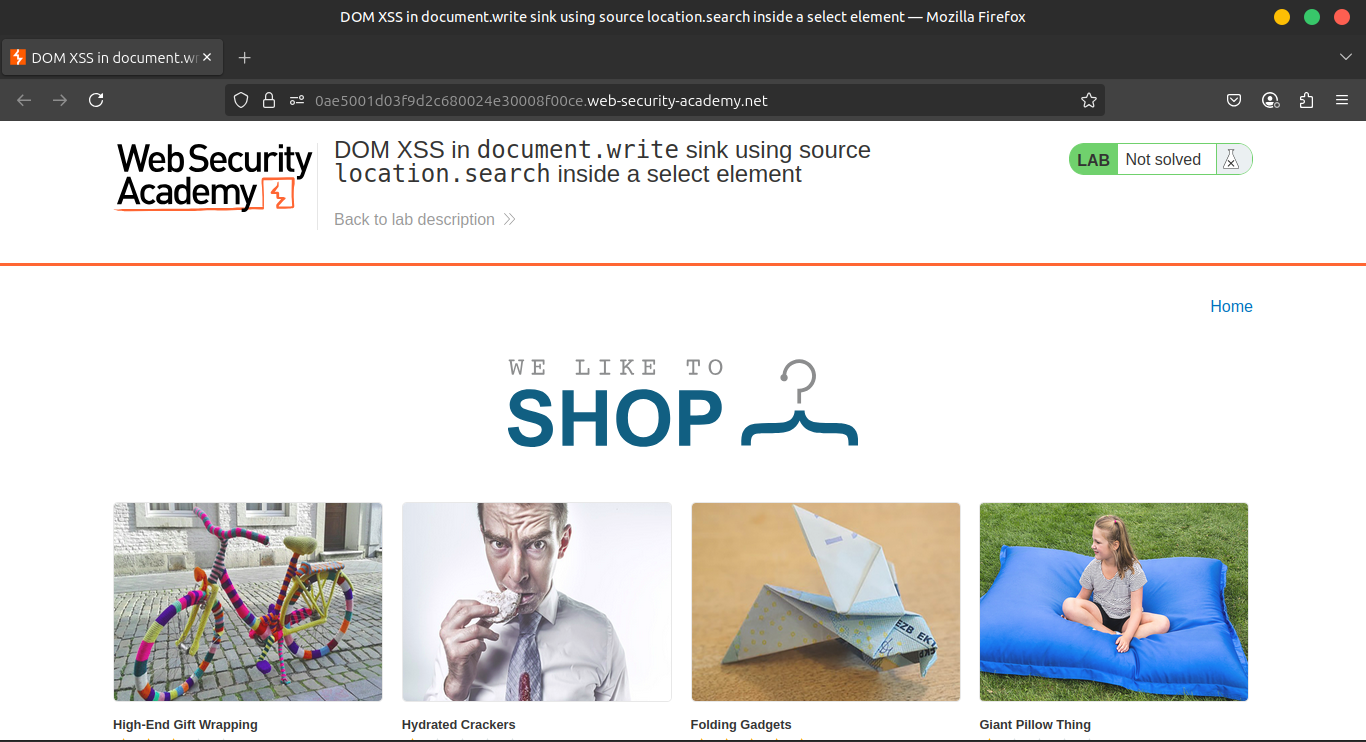 DOM XSS in document.write sink using source location.search inside a select element — Mozilla Firefox
DOM XSS in document.w
0ae5001d03f9d2c680024e30008f00ce.web-security-academy.net
Web Security
Academy
DOM XSS in document.write sink using source
location.search inside a select element
Back to lab description
LAB Not solved
Home
WE LIKE TO
SHOP
EZB EKT
High-End Gift Wrapping
Hydrated Crackers
Folding Gadgets
Giant Pillow Thing